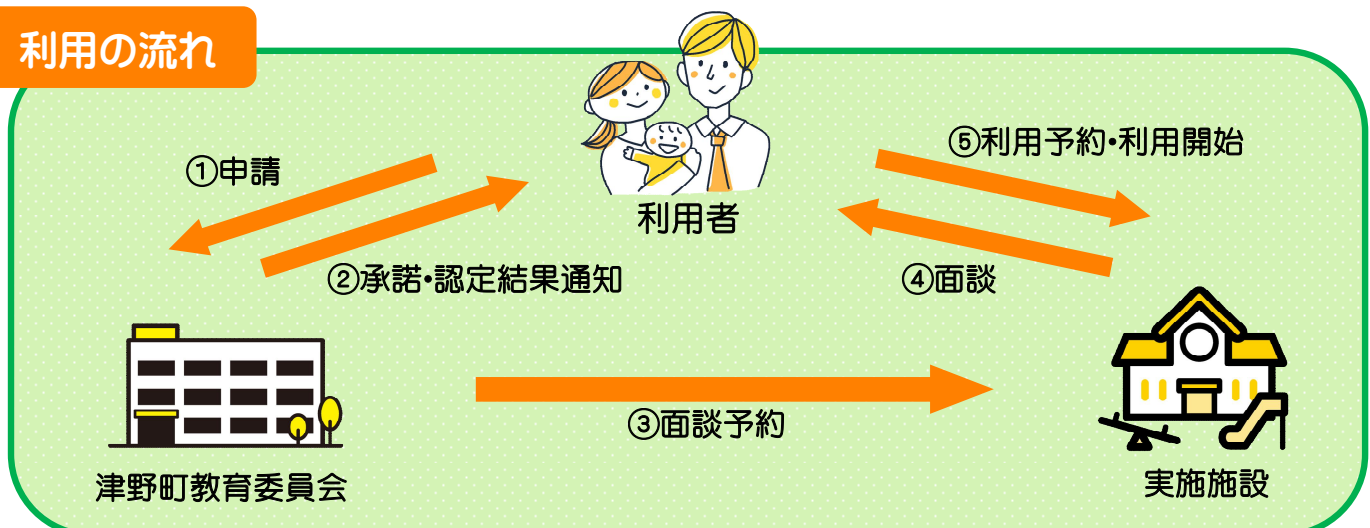 利用の流れ
①申請
⑤利用予約・利用開始
利用者
②承諾・認定結果通知
④面談
③面談予約
津野町教育委員会
実施施設